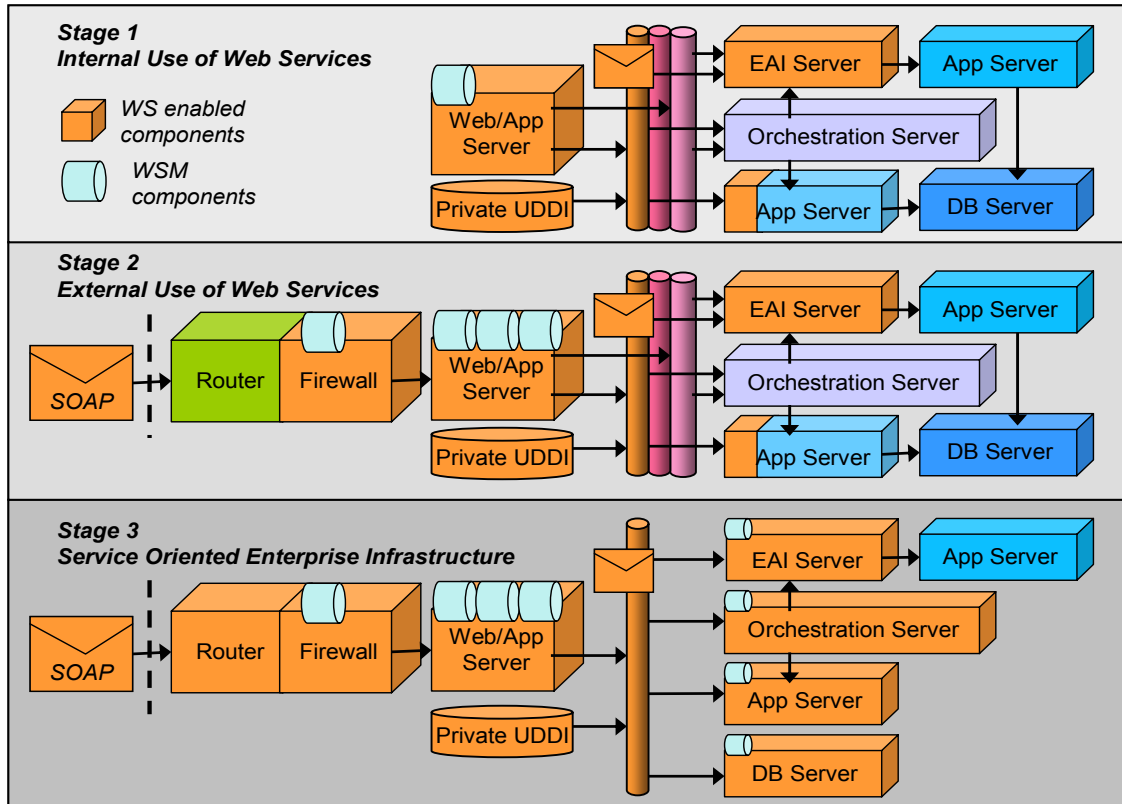 Stage 1
Internal Use of Web Services
WS enabled
components
WSM
components
Web/App
Server
Private UDDI
EAI Server
App Server
Orchestration Server
App Server
DB Server
Stage 2
External Use of Web Services
SOAP
Router
Firewall
Web/App
Server
Private UDDI
EAI Server
App Server
Orchestration Server
App Server
DB Server
Stage 3
Service Oriented Enterprise Infrastructure
SOAP
Router
Firewall
Web/App
Server
Private UDDI
EAI Server
App Server
Orchestration Server
App Server
DB Server